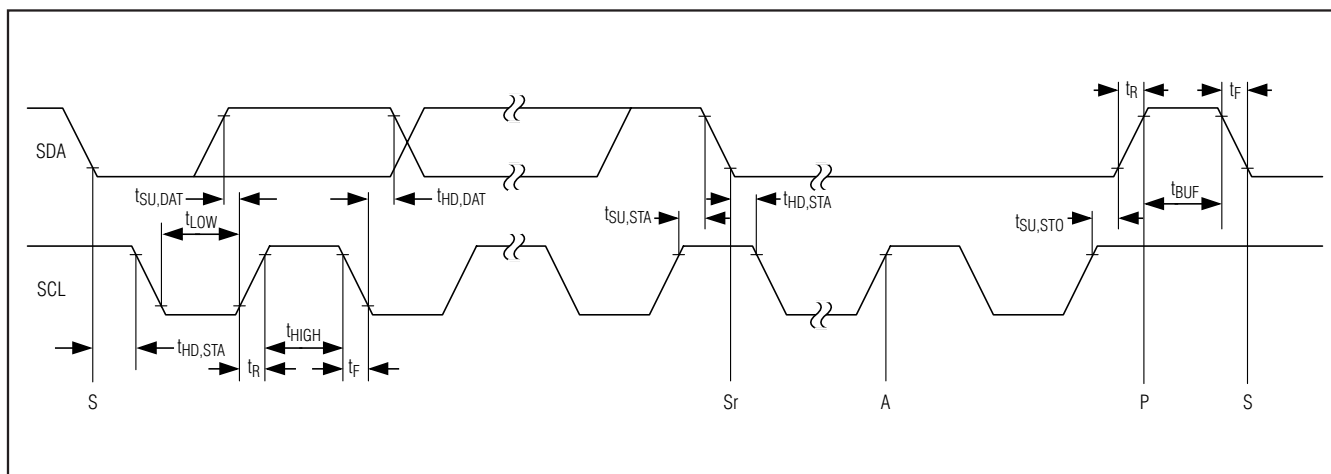 tR
tF
SDA
tSU,DAT
tHD,DAT
tLOW
tSU,STA
tHD,STA
tSU,STO
tBUF
SCL
tHD,STA
tR
tHIGH
tF
S
Sr
A
P
S